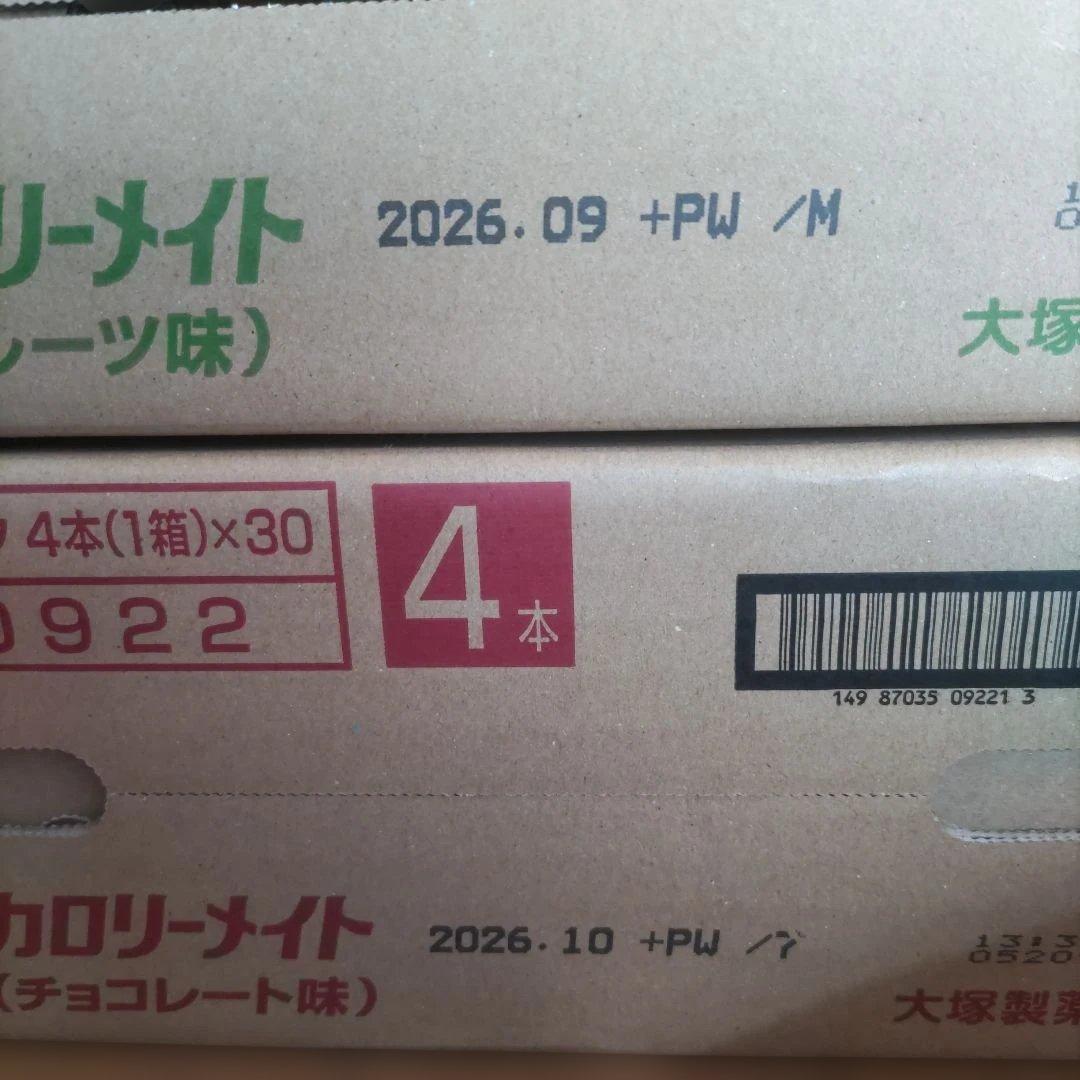 リーメイト
2026.09 +PW /M
レーツ味)
大塚
4本(1箱)×30
0922
4本
149 87035 09221 3
カロリーメイト
2026.10 +PW
(チョコレート味)
大塚製薬